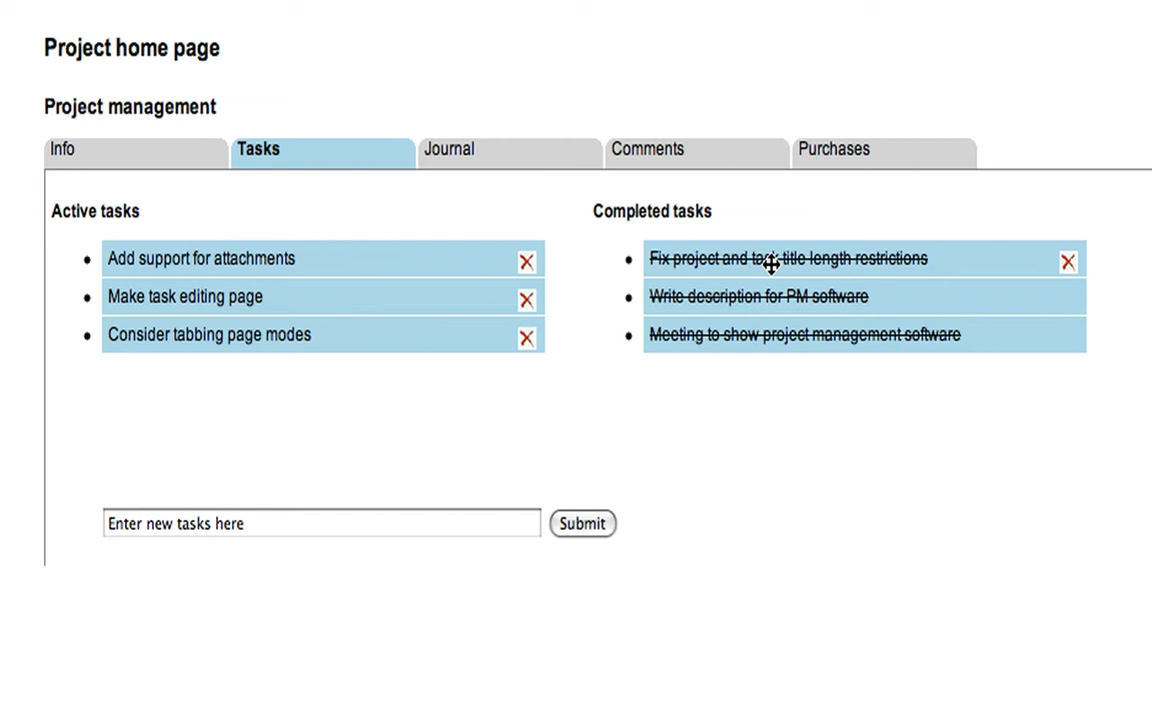 Project home page
Project management
Info Tasks Journal Comments Purchases
Active tasks
Add support for attachments
Make task editing page
Consider tabbing page modes
Completed tasks
Fix project and task title length restrictions
Write description for PM software
Meeting to show project management software
Enter new tasks here Submit